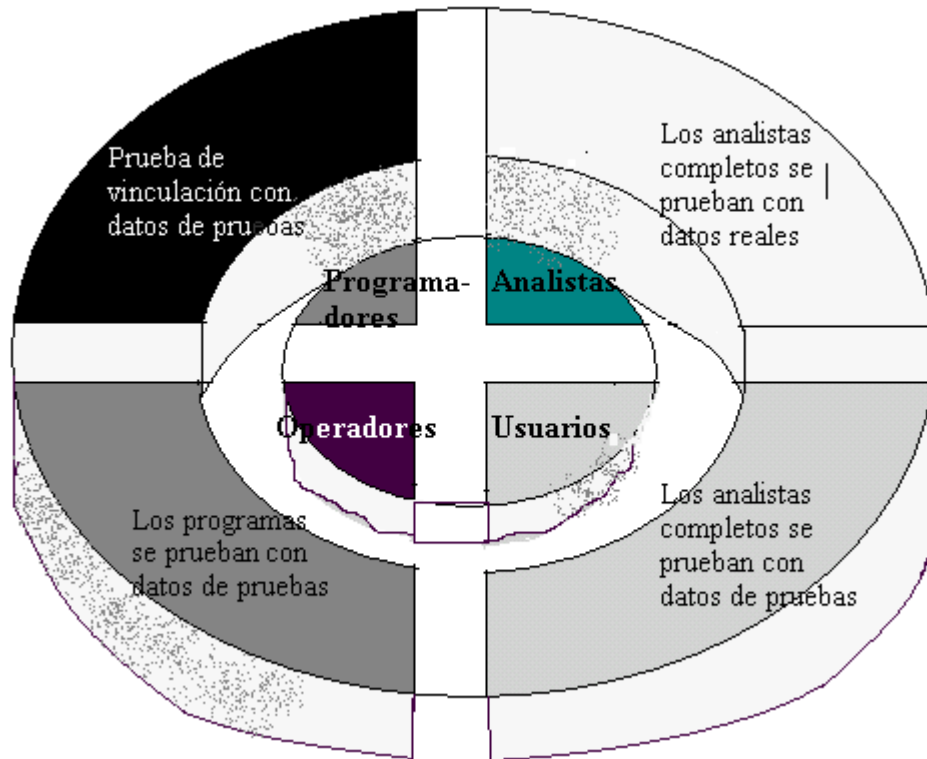 Prueba de
vinculación con
datos de pruebas
Los analistas
completos se
prueban con
datos reales
Programa-
dores
Analistas
Operadores
Usuarios
Los programas
se prueban con
datos de pruebas
Los analistas
completos se
prueban con
datos de pruebas